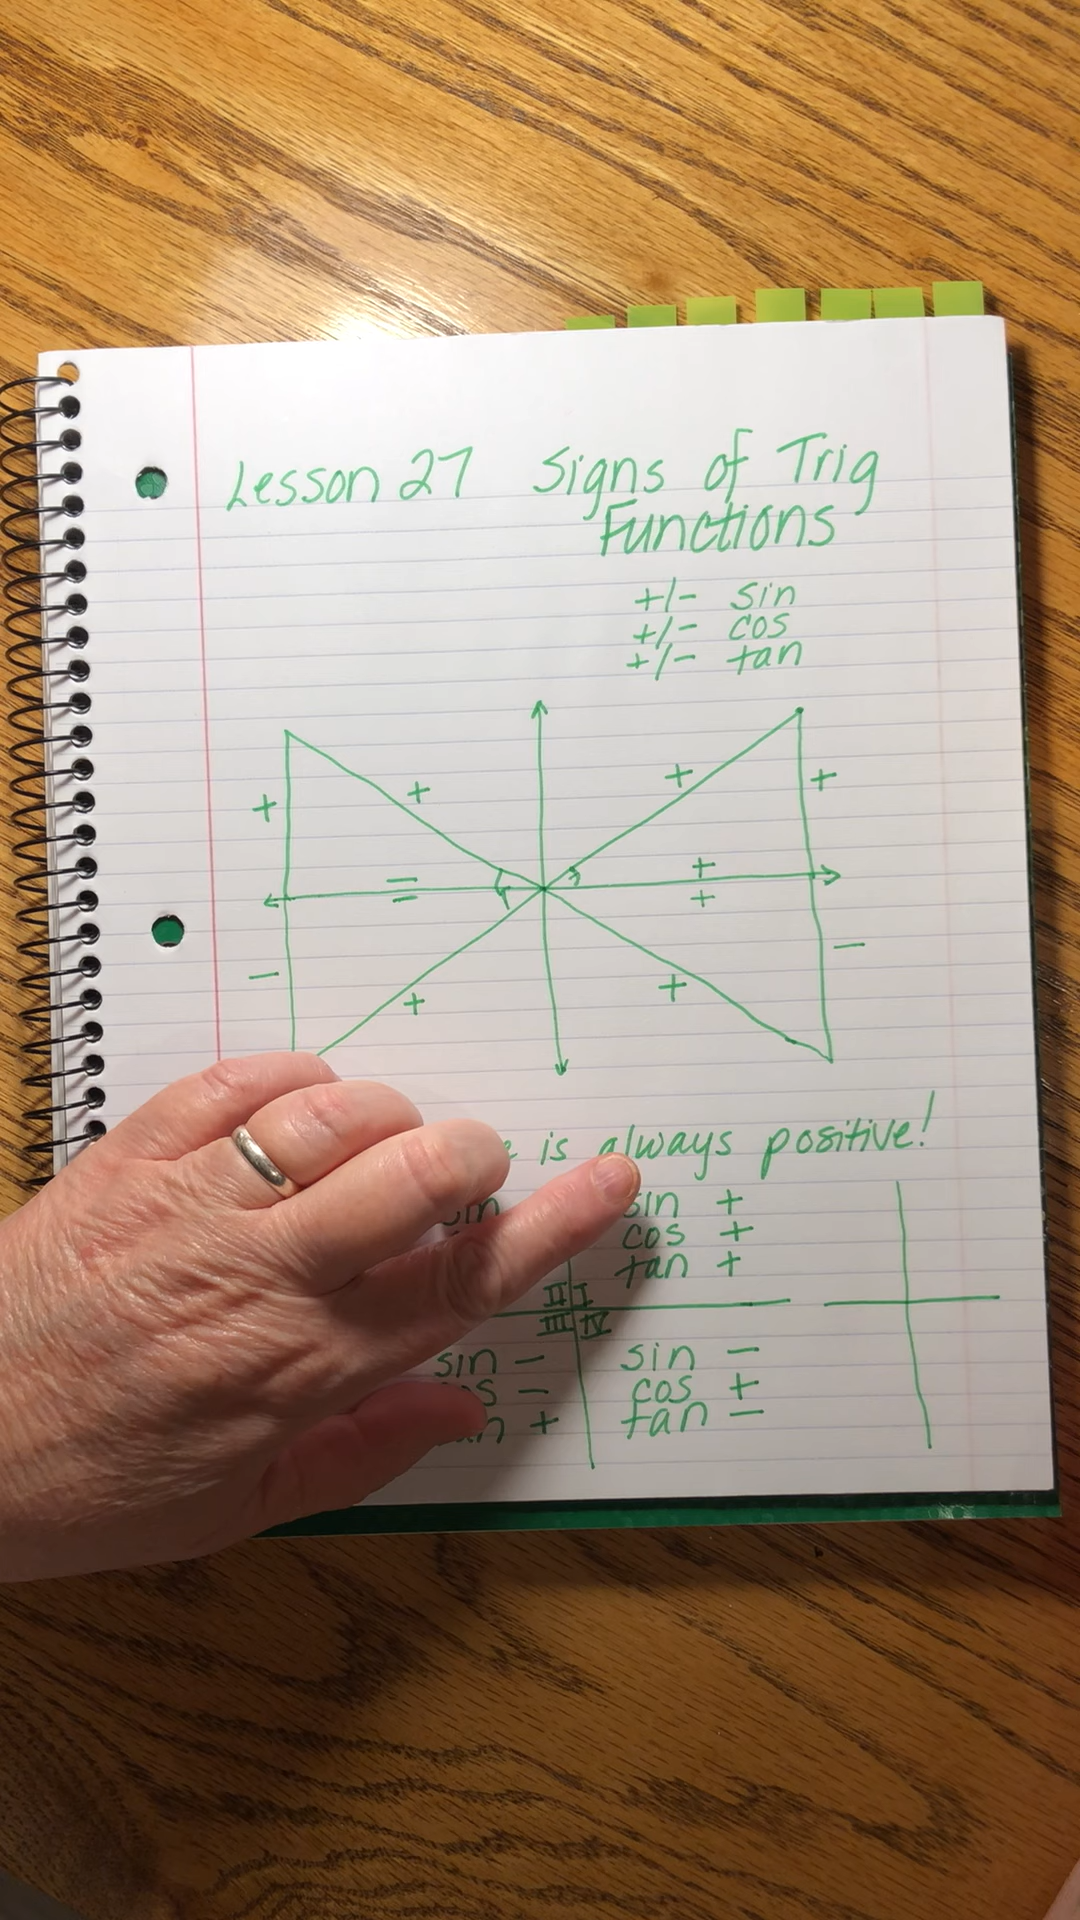 Lesson 27 Signs of Trig
Functions
+/- sin
+/- cos
+/- tan
+ + + +
− +
− +
− + + −
is always positive!
sin +
cos +
tan +
II I
III IV
sin − sin −
− cos +
+ tan −